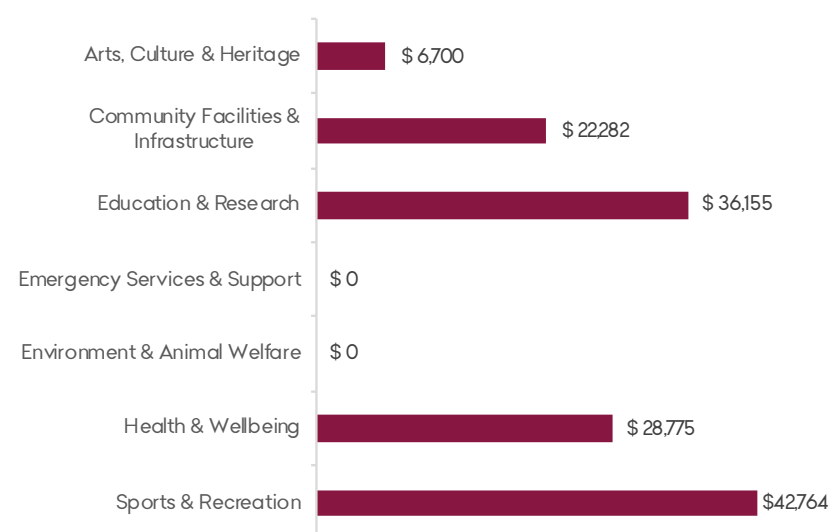 Arts, Culture & Heritage $ 6,700
Community Facilities &
Infrastructure $ 22,282
Education & Research $ 36,155
Emergency Services & Support $ 0
Environment & Animal Welfare $ 0
Health & Wellbeing $ 28,775
Sports & Recreation $42,764